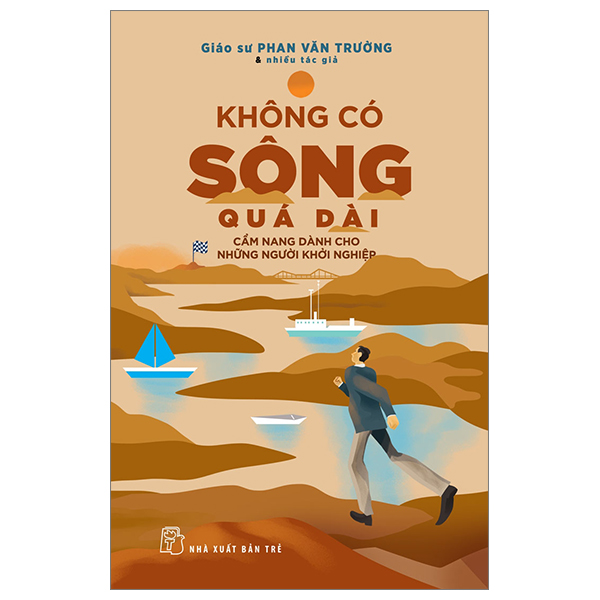 Giáo sư PHAN VĂN TRƯỜNG
& nhiều tác giả
KHÔNG CÓ
SÔNG
QUÁ DÀI
CẨM NANG DÀNH CHO
NHỮNG NGƯỜI KHỞI NGHIỆP
NHÀ XUẤT BẢN TRẺ